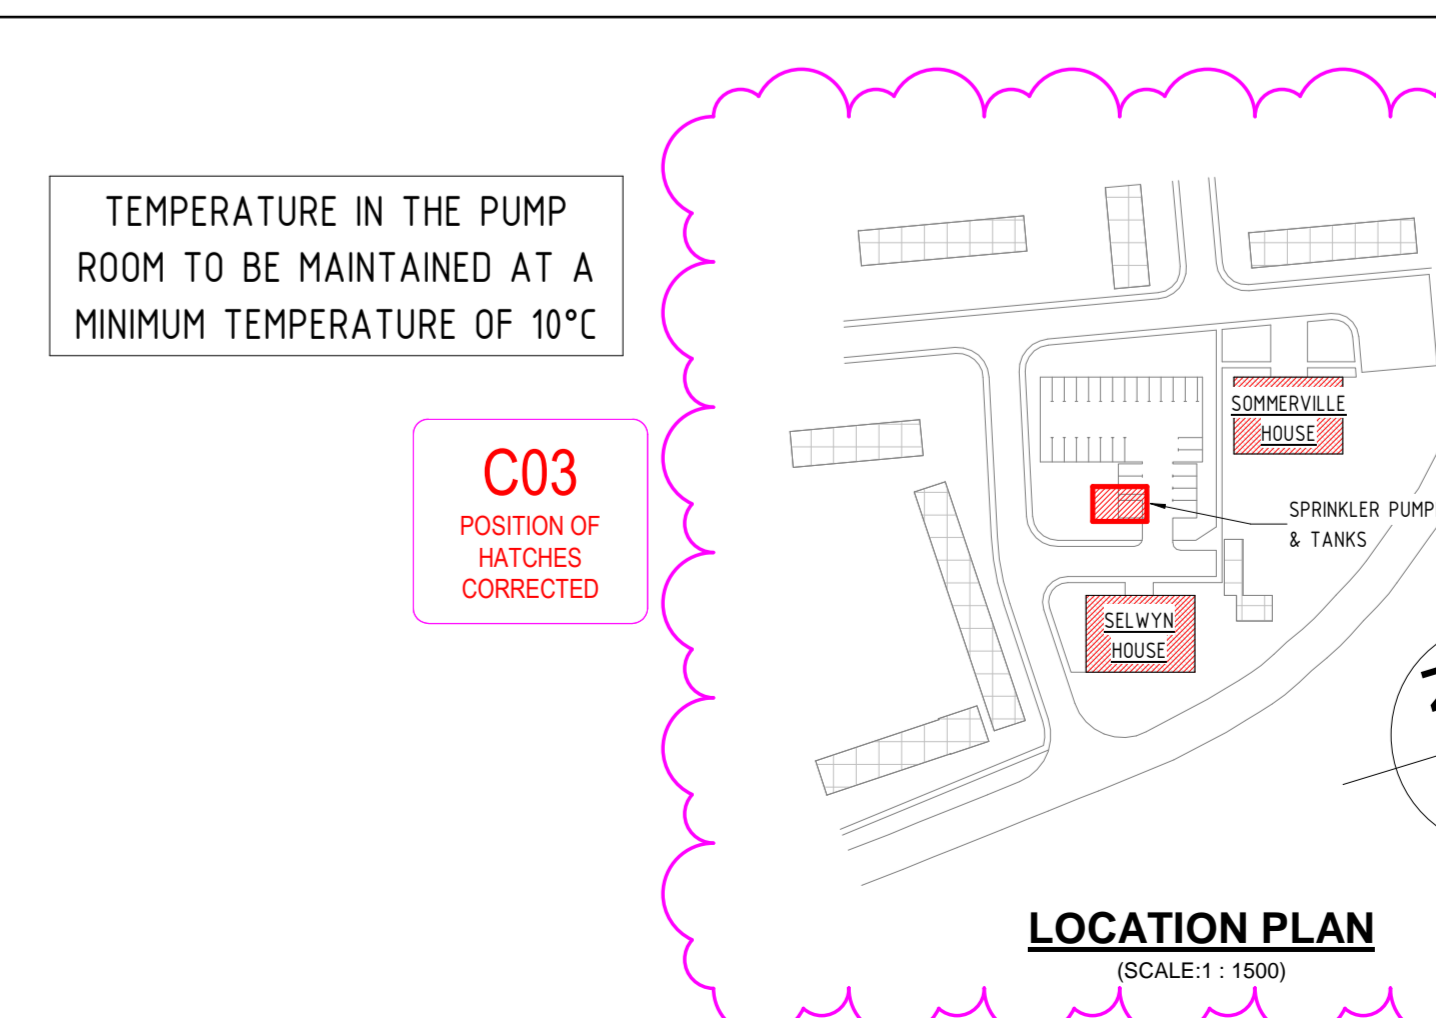 TEMPERATURE IN THE PUMP
ROOM TO BE MAINTAINED AT A
MINIMUM TEMPERATURE OF 10°C
C03
POSITION OF
HATCHES
CORRECTED
SOMMERVILLE
HOUSE
SPRINKLER PUMP
& TANKS
SELWYN
HOUSE
LOCATION PLAN
(SCALE:1 : 1500)